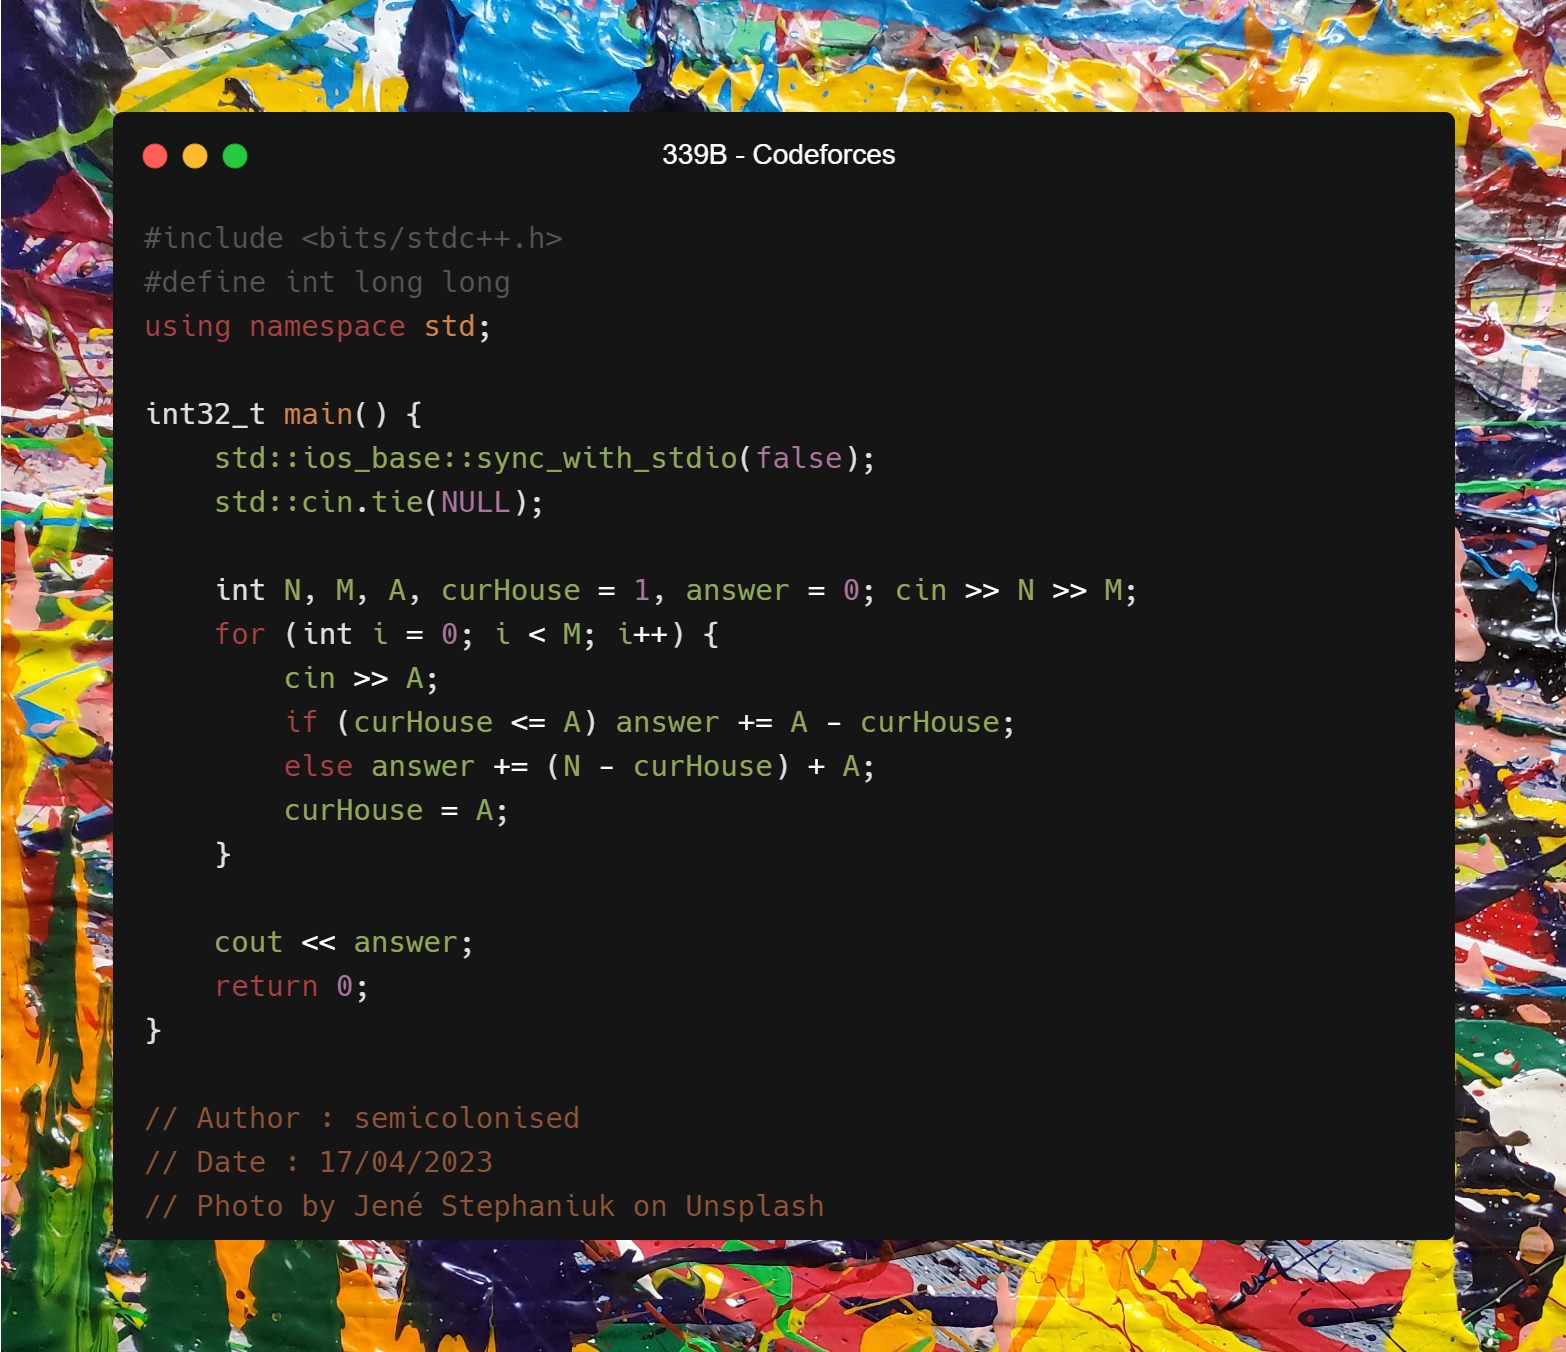 339B - Codeforces
#include <bits/stdc++.h>
#define int long long
using namespace std;
int32_t main() {
    std::ios_base::sync_with_stdio(false);
    std::cin.tie(NULL);
    int N, M, A, curHouse = 1, answer = 0; cin >> N >> M;
    for (int i = 0; i < M; i++) {
        cin >> A;
        if (curHouse <= A) answer += A - curHouse;
        else answer += (N - curHouse) + A;
        curHouse = A;
    }
    cout << answer;
    return 0;
}
// Author : semicolonised
// Date : 17/04/2023
// Photo by Jené Stephaniuk on Unsplash